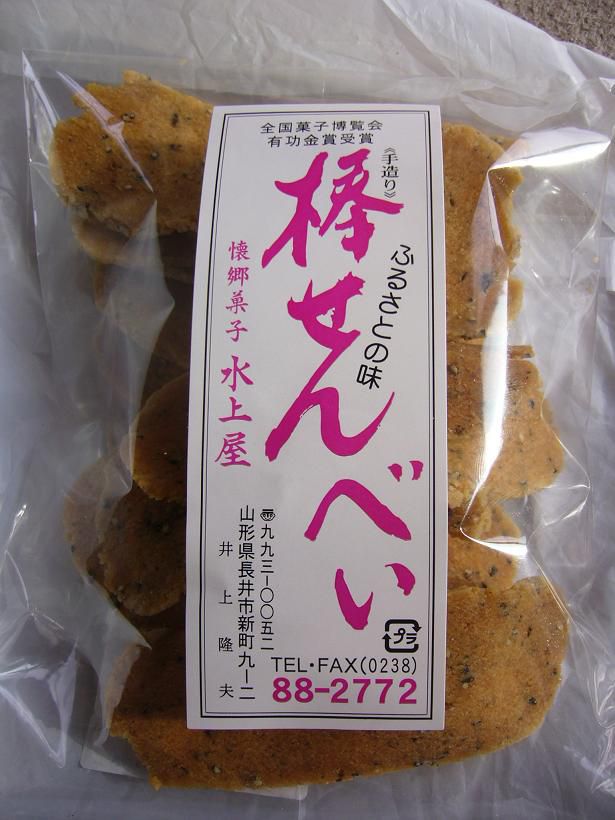 全国菓子博覧会
有功金賞受賞
《手造り》
棒せんべい
ふるさとの味
懐郷菓子 水上屋
〠九九三-〇〇五二
山形県長井市新町九-二
井上隆夫
プラ
TEL・FAX(0238)
88-2772